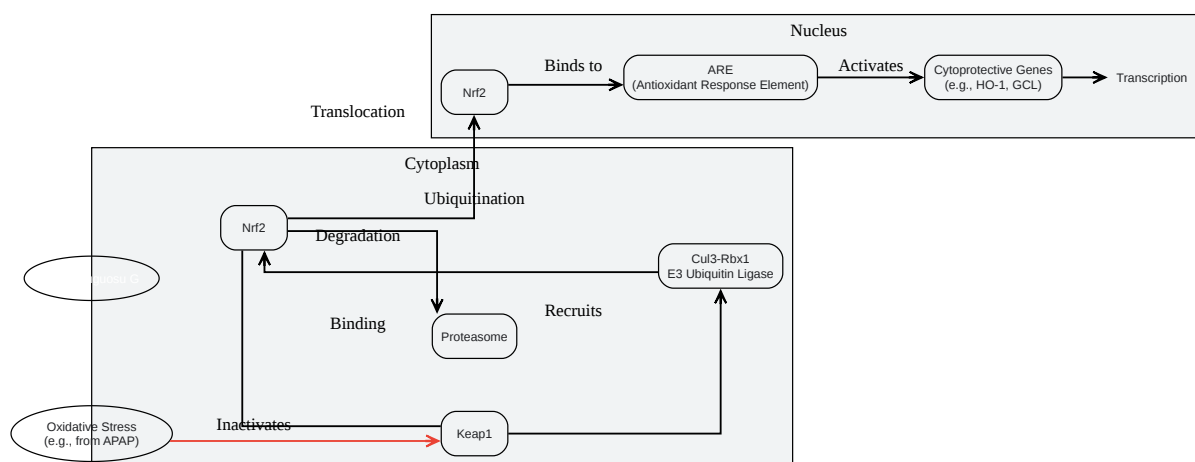 Nucleus
Binds to
Activates
ARE
(Antioxidant Response Element)
Cytoprotective Genes
(e.g., HO-1, GCL)
Transcription
Nrf2
Translocation
Cytoplasm
Ubiquitination
Nrf2
Degradation
Cul3-Rbx1
E3 Ubiquitin Ligase
Recruits
Binding
Proteasome
Inactivates
Oxidative Stress
(e.g., from APAP)
Keap1